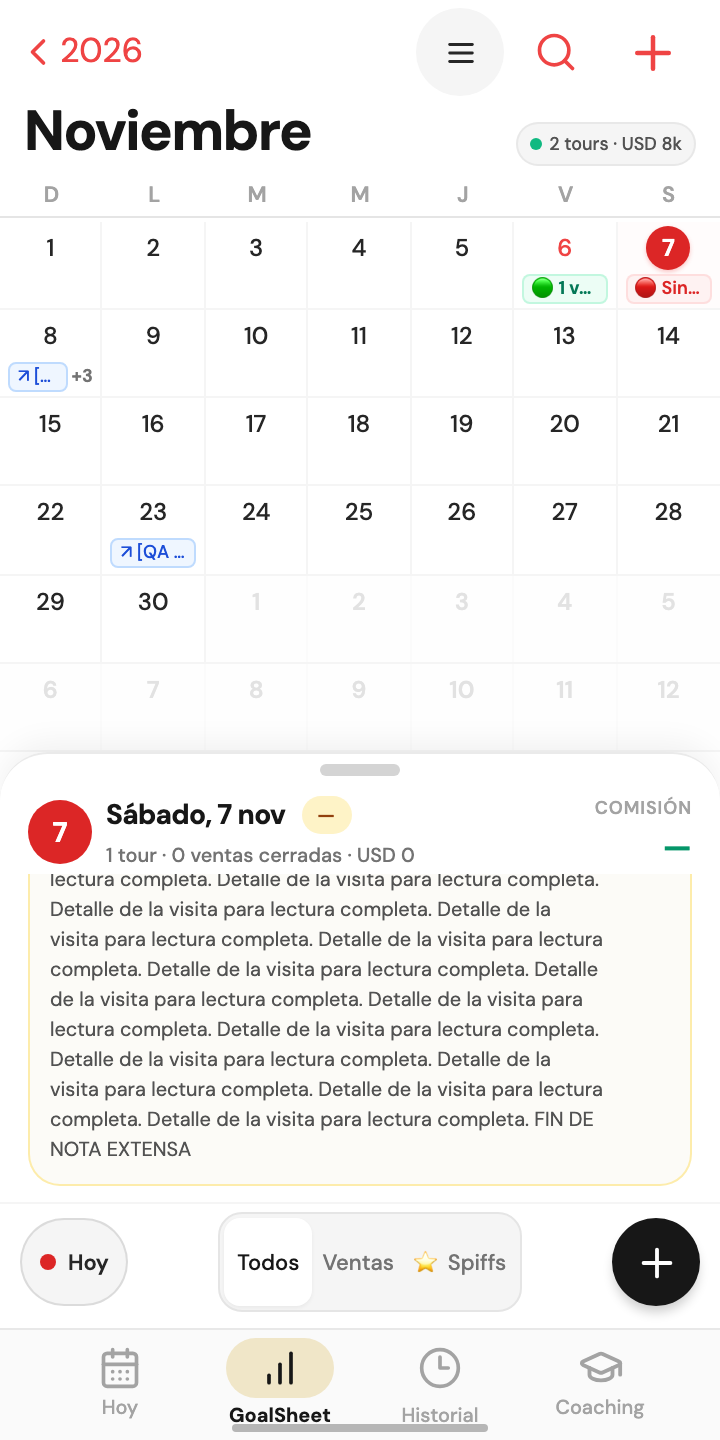 2026
Noviembre
2 tours · USD 8k
D L M M J V S
1 2 3 4 5 6 7
1 v... Sin...
8 9 10 11 12 13 14
[... +3
15 16 17 18 19 20 21
22 23 24 25 26 27 28
[QA ...
29 30 1 2 3 4 5
6 7 8 9 10 11 12
7 Sábado, 7 nov — COMISIÓN
1 tour · 0 ventas cerradas · USD 0 —
lectura completa. Detalle de la visita para lectura completa.
Detalle de la visita para lectura completa. Detalle de la
visita para lectura completa. Detalle de la visita para lectura
completa. Detalle de la visita para lectura completa. Detalle
de la visita para lectura completa. Detalle de la visita para
lectura completa. Detalle de la visita para lectura completa.
Detalle de la visita para lectura completa. Detalle de la
visita para lectura completa. Detalle de la visita para lectura
completa. Detalle de la visita para lectura completa. FIN DE
NOTA EXTENSA
Hoy Todos Ventas ⭐ Spiffs
Hoy GoalSheet Historial Coaching